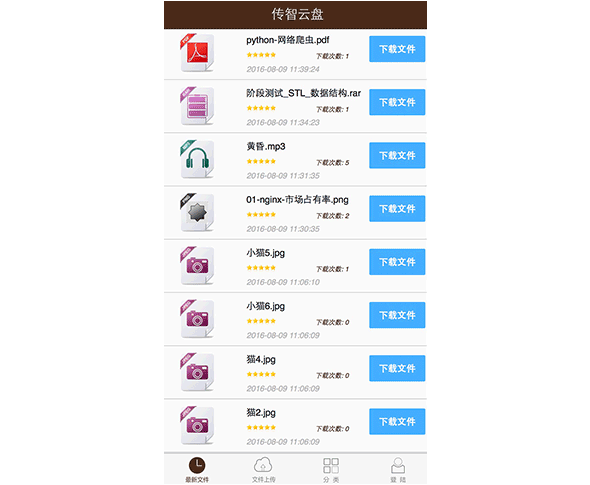 传智云盘
python-网络爬虫.pdf
下载次数: 1
下载文件
2016-08-09 11:39:24
阶段测试_STL_数据结构.rar
下载次数: 1
下载文件
2016-08-09 11:34:23
黄昏.mp3
下载次数: 5
下载文件
2016-08-09 11:31:35
01-nginx-市场占有率.png
下载次数: 2
下载文件
2016-08-09 11:30:35
小猫5.jpg
下载次数: 1
下载文件
2016-08-09 11:06:10
小猫6.jpg
下载次数: 0
下载文件
2016-08-09 11:06:09
猫4.jpg
下载次数: 0
下载文件
2016-08-09 11:06:09
猫2.jpg
下载次数: 0
下载文件
2016-08-09 11:06:09
最新文件 文件上传 分 类 登 陆